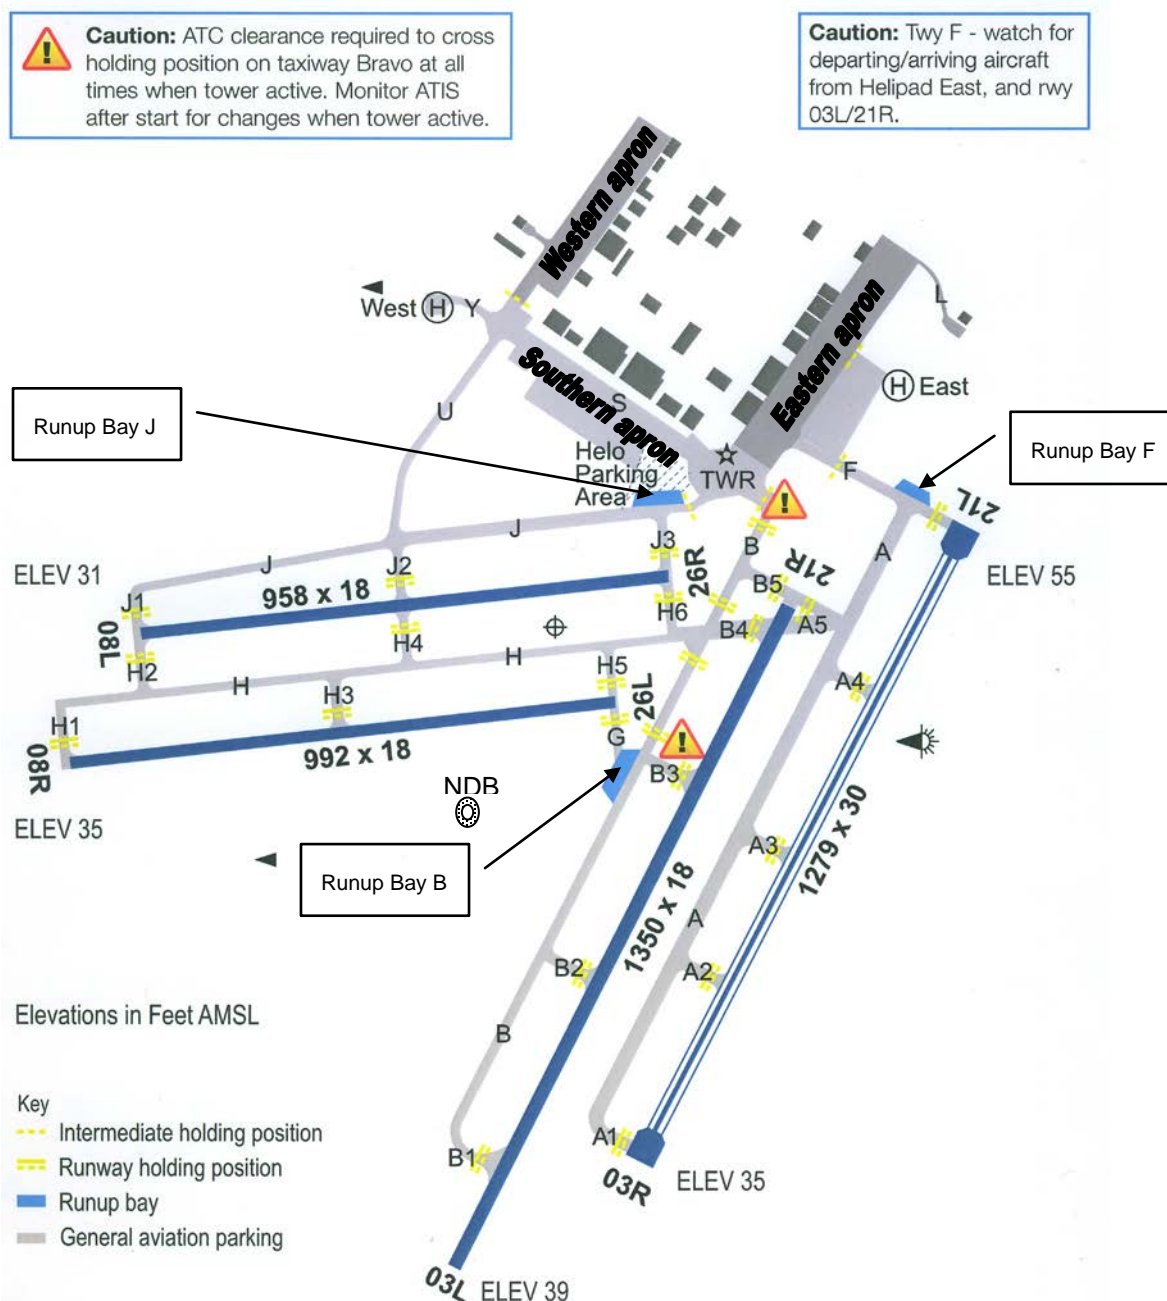 Caution: ATC clearance required to cross
holding position on taxiway Bravo at all
times when tower active. Monitor ATIS
after start for changes when tower active.
Caution: Twy F - watch for
departing/arriving aircraft
from Helipad East, and rwy
03L/21R.
Western apron
L
West H Y
Eastern apron
Southern apron
H East
S
U
Runup Bay J
Runup Bay F
Helo
Parking
Area
TWR
F
21L
J
J3
B
A
J
J2
26R
B5
21R
ELEV 31
ELEV 55
958 x 18
J1
H6
08L
H4
B4
A5
H2
H
H5
A4
H
H3
26L
H1
G
08R
992 x 18
B3
NDB
1279 x 30
ELEV 35
A3
Runup Bay B
1350 x 18
A
B2
A2
Elevations in Feet AMSL
B
Key
Intermediate holding position
A1
B1
Runway holding position
03R
ELEV 35
Runup bay
General aviation parking
03L
ELEV 39